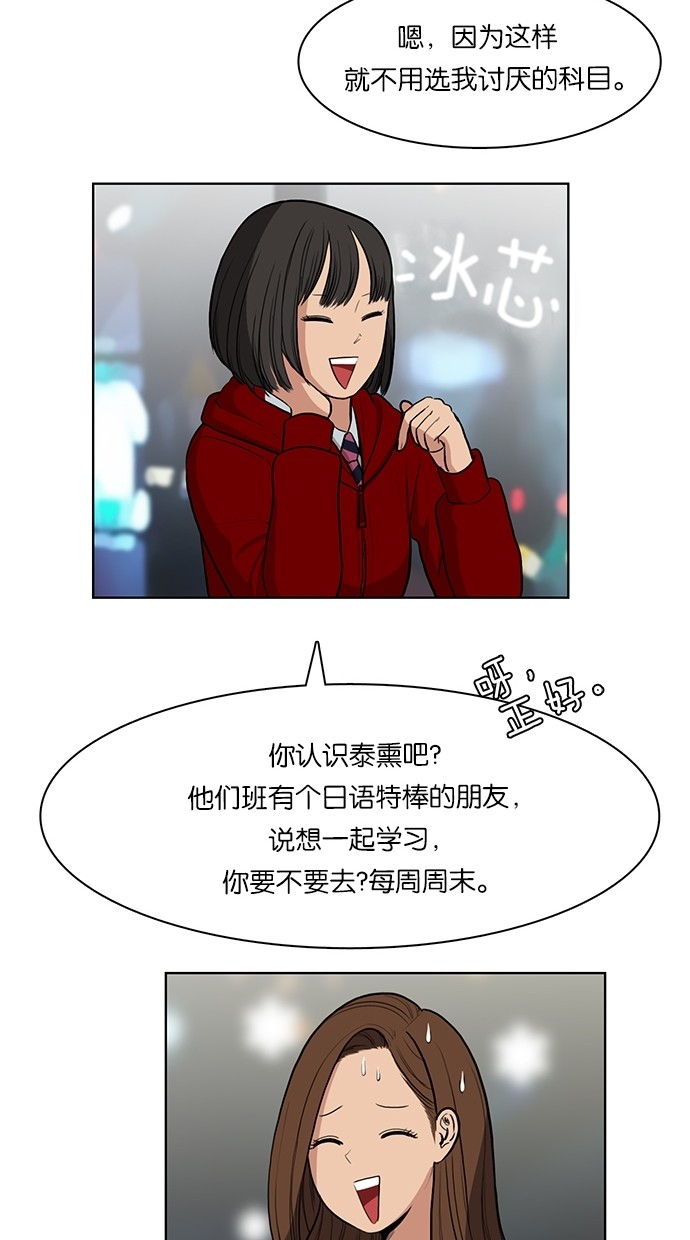 嗯，因为这样
就不用选我讨厌的科目。
冰芯
呀，
正好。
你认识泰熏吧?
他们班有个日语特棒的朋友，
说想一起学习，
你要不要去?每周周末。